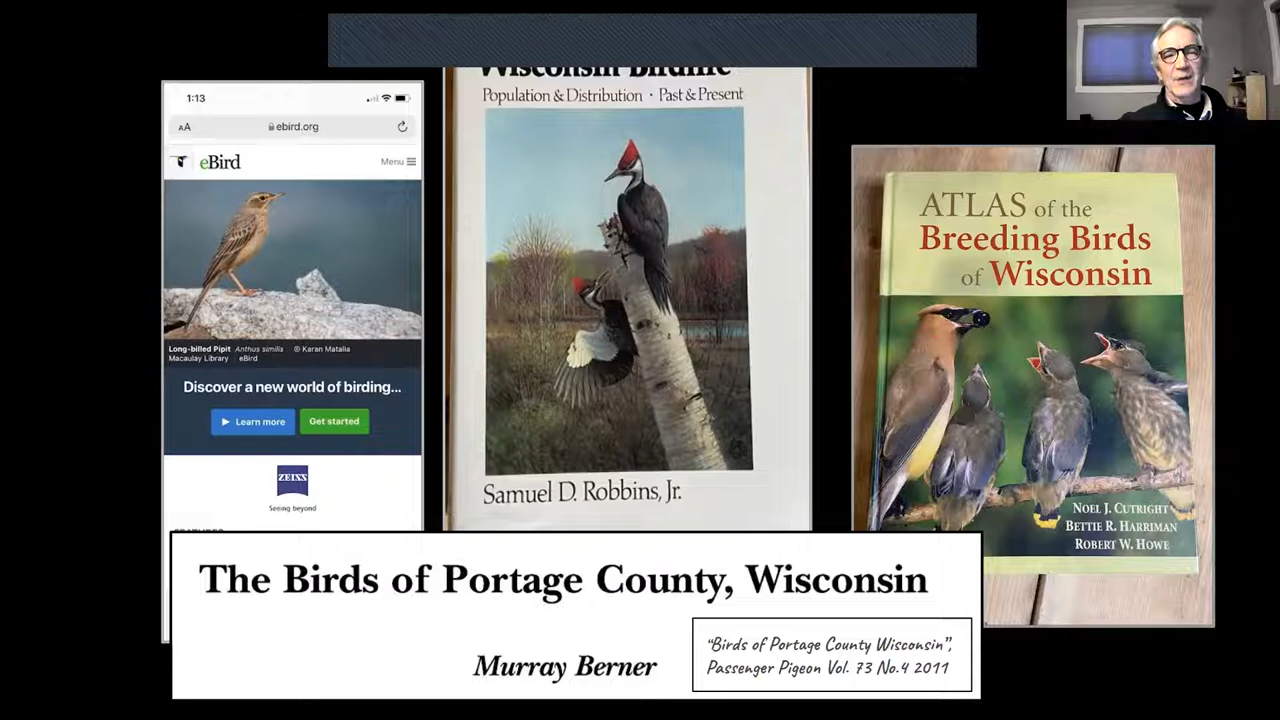 1:13
AA
ebird.org
eBird
Menu
Long-billed Pipit Anthus similis © Karan Matalia
Macaulay Library eBird
Discover a new world of birding...
Learn more
Get started
ZEISS
Seeing beyond
Wisconsin Birdlife
Population & Distribution · Past & Present
Samuel D. Robbins, Jr.
ATLAS of the
Breeding Birds
of Wisconsin
NOEL J. CUTRIGHT
BETTIE R. HARRIMAN
ROBERT W. HOWE
The Birds of Portage County, Wisconsin
Murray Berner
"Birds of Portage County Wisconsin",
Passenger Pigeon Vol. 73 No.4 2011